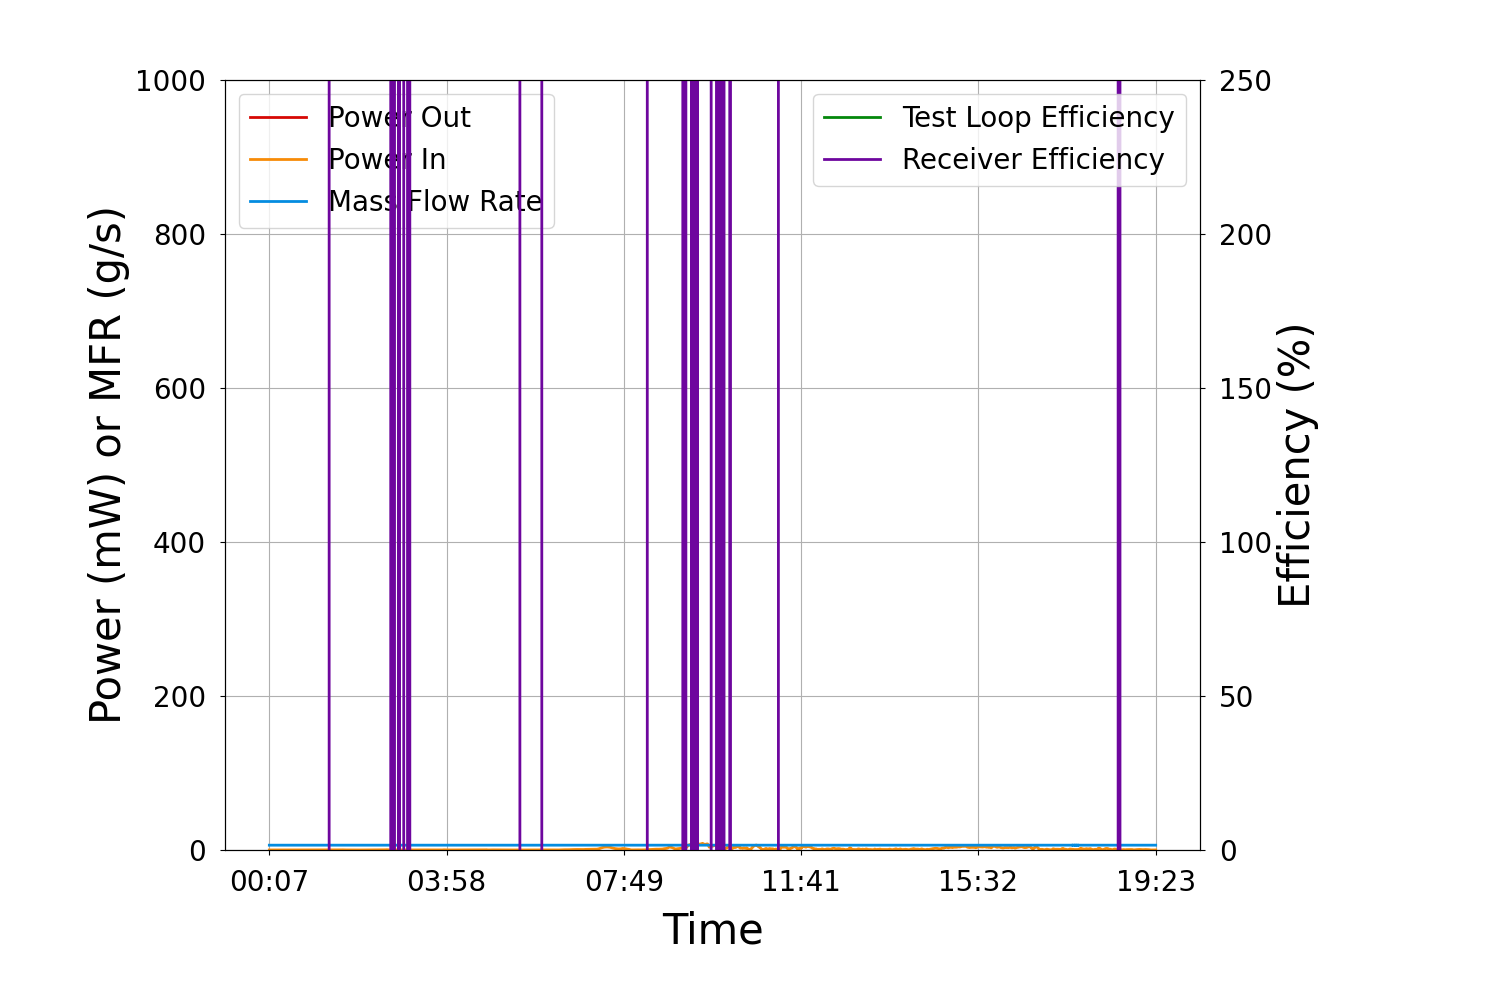 1000
800
600
400
200
0
Power (mW) or MFR (g/s)
Power Out
Power In
Mass Flow Rate
Test Loop Efficiency
Receiver Efficiency
250
200
150
100
50
0
Efficiency (%)
00:07 03:58 07:49 11:41 15:32 19:23
Time